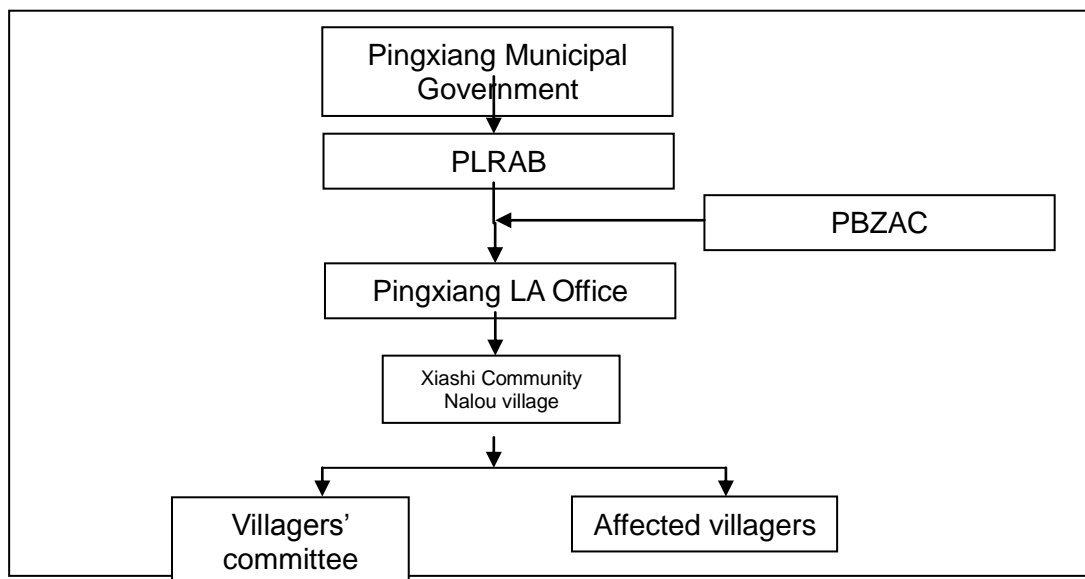 Pingxiang Municipal
Government
PLRAB
PBZAC
Pingxiang LA Office
Xiashi Community
Nalou village
Villagers’
committee
Affected villagers